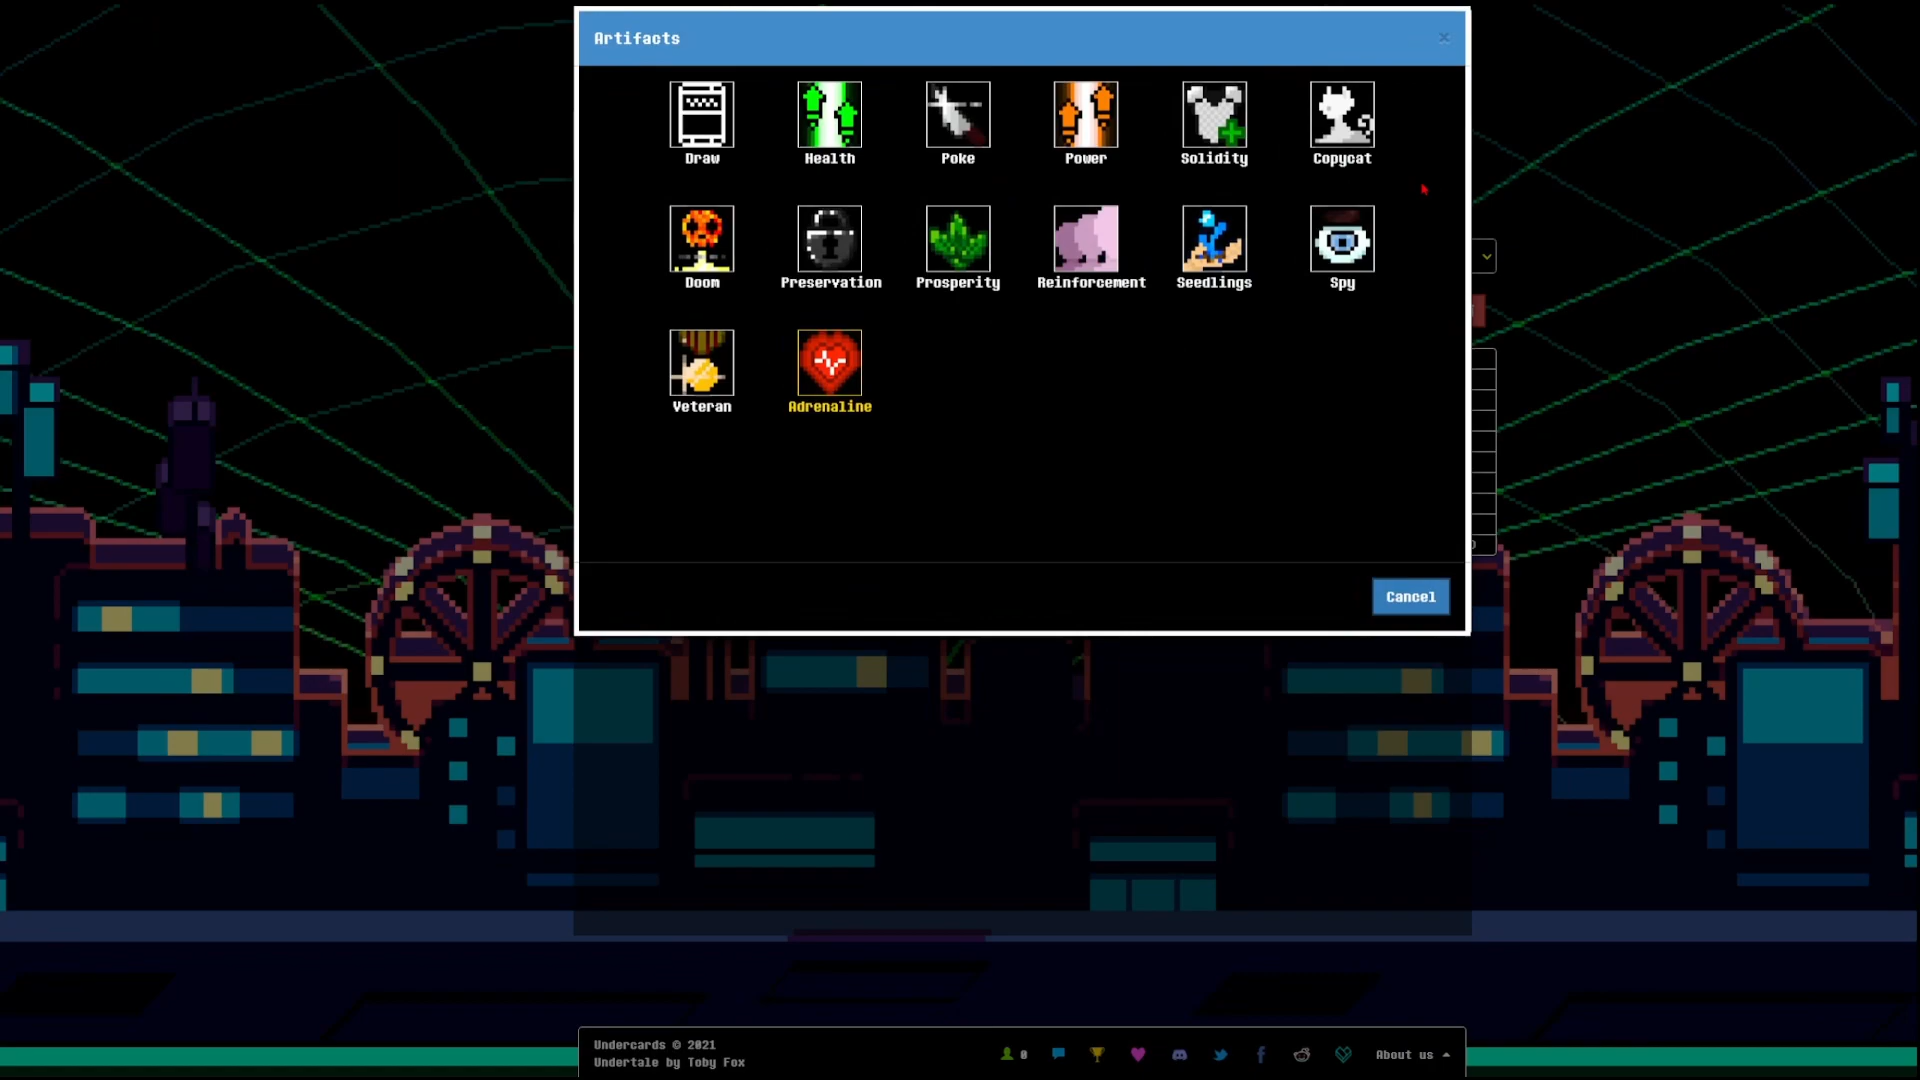 Artifacts
Draw Health Poke Power Solidity Copycat
Doom Preservation Prosperity Reinforcement Seedlings Spy
Veteran Adrenaline
Cancel
Undercards © 2021
Undertale by Toby Fox
0
About us